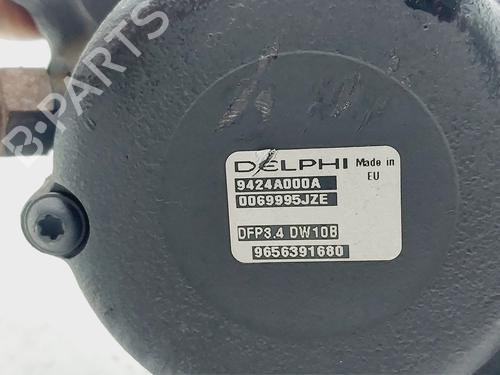 B-PARTS
DELPHI Made in
EU
9424A000A
0069995JZE
DFP3.4 DW10B
9656391680